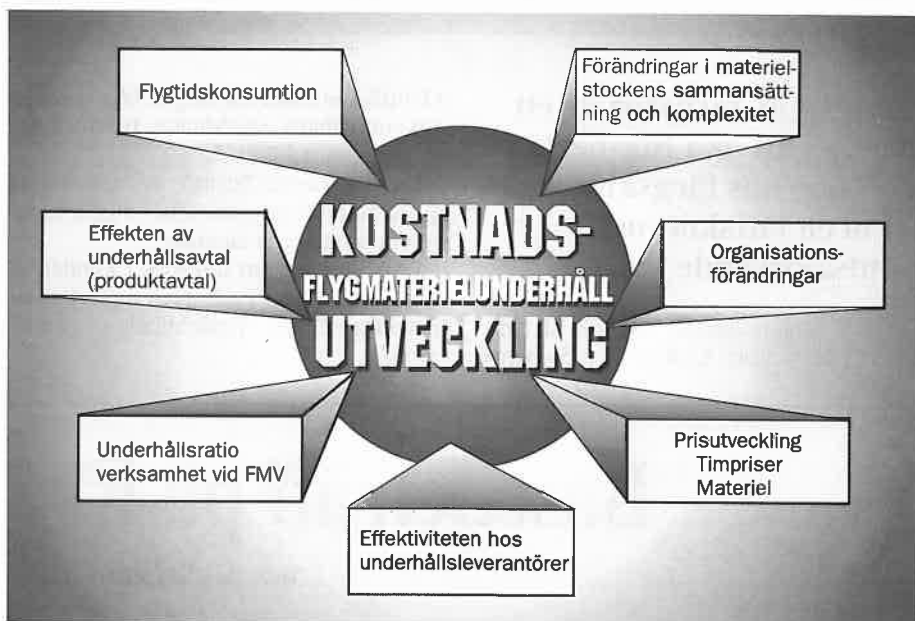 Flygtidskonsumtion
Förändringar i materiel-
stockens sammansätt-
ning och komplexitet
Effekten av
underhållsavtal
(produktavtal)
KOSTNADS-
FLYGMATERIELUNDERHÅLL
UTVECKLING
Organisations-
förändringar
Underhållsratio
verksamhet vid FMV
Prisutveckling
Timpriser
Materiel
Effektiviteten hos
underhållsleverantörer